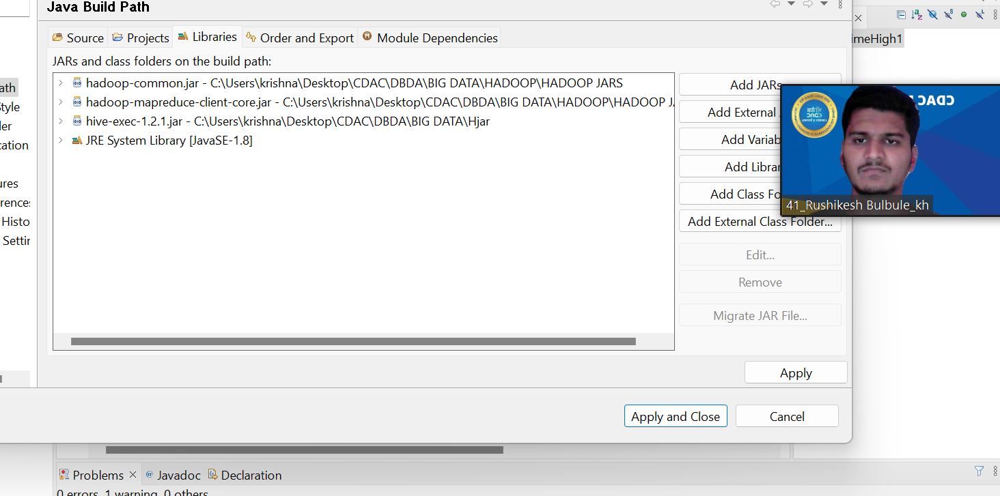 Java Build Path
Source
Projects
Libraries
Order and Export
Module Dependencies
imeHigh1
JARs and class folders on the build path:
hadoop-common.jar - C:\Users\krishna\Desktop\CDAC\DBDA\BIG DATA\HADOOP\HADOOP JARS
hadoop-mapreduce-client-core.jar - C:\Users\krishna\Desktop\CDAC\DBDA\BIG DATA\HADOOP\HADOOP JA
hive-exec-1.2.1.jar - C:\Users\krishna\Desktop\CDAC\DBDA\BIG DATA\Hjar
JRE System Library [JavaSE-1.8]
ath
Style
ler
cation
ures
rences
Histo
Settin
Add JARs
Add External
Add Variab
Add Librar
Add Class Fo
Add External Class Folder...
Edit...
Remove
Migrate JAR File...
CDAC
41_Rushikesh Bulbule_kh
Apply
Apply and Close
Cancel
Problems
@ Javadoc
Declaration
0 errors, 1 warning, 0 others